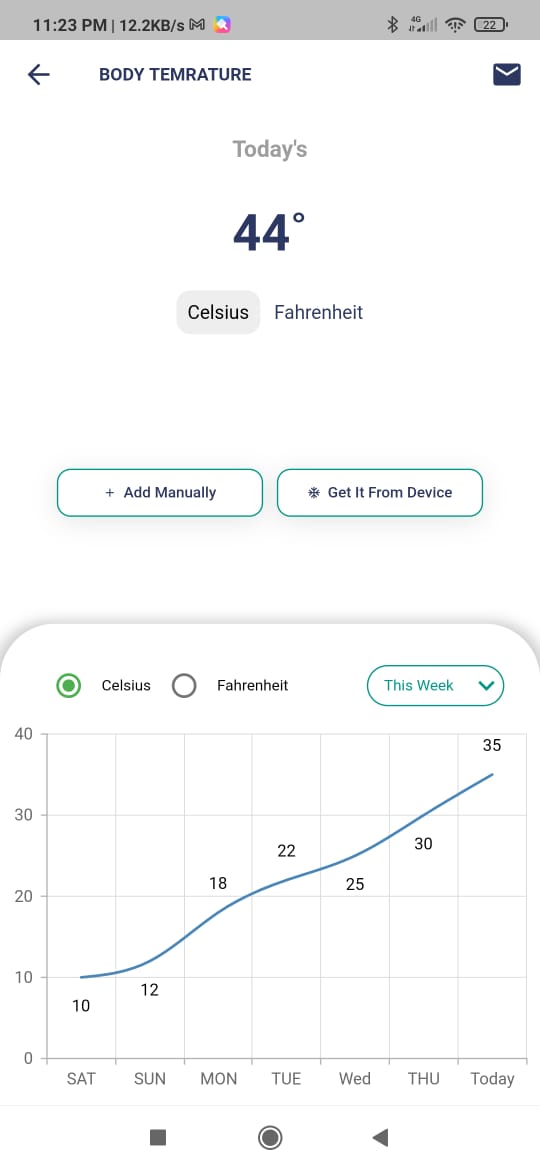 11:23 PM | 12.2KB/s
4G
22
BODY TEMRATURE
Today's
44°
Celsius Fahrenheit
+ Add Manually
Get It From Device
Celsius Fahrenheit This Week
40
35
30
30
22
25
18
20
12
10
10
0
SAT SUN MON TUE Wed THU Today